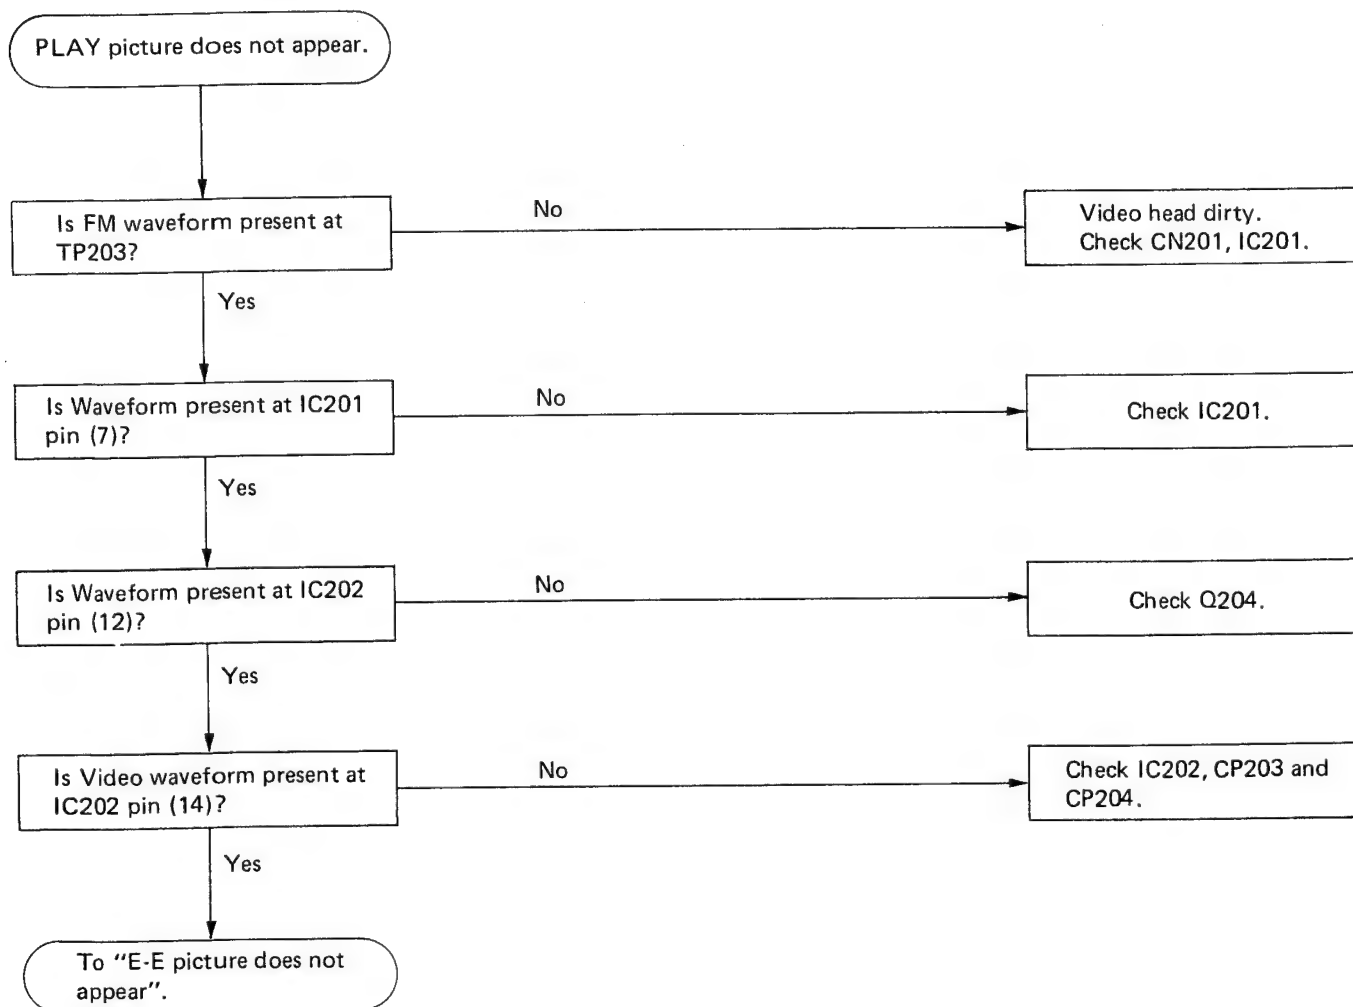 PLAY picture does not appear.
Is FM waveform present at
TP203?
No
Video head dirty.
Check CN201, IC201.
Yes
Is Waveform present at IC201
pin (7)?
No
Check IC201.
Yes
Is Waveform present at IC202
pin (12)?
No
Check Q204.
Yes
Is Video waveform present at
IC202 pin (14)?
No
Check IC202, CP203 and
CP204.
Yes
To "E-E picture does not
appear".